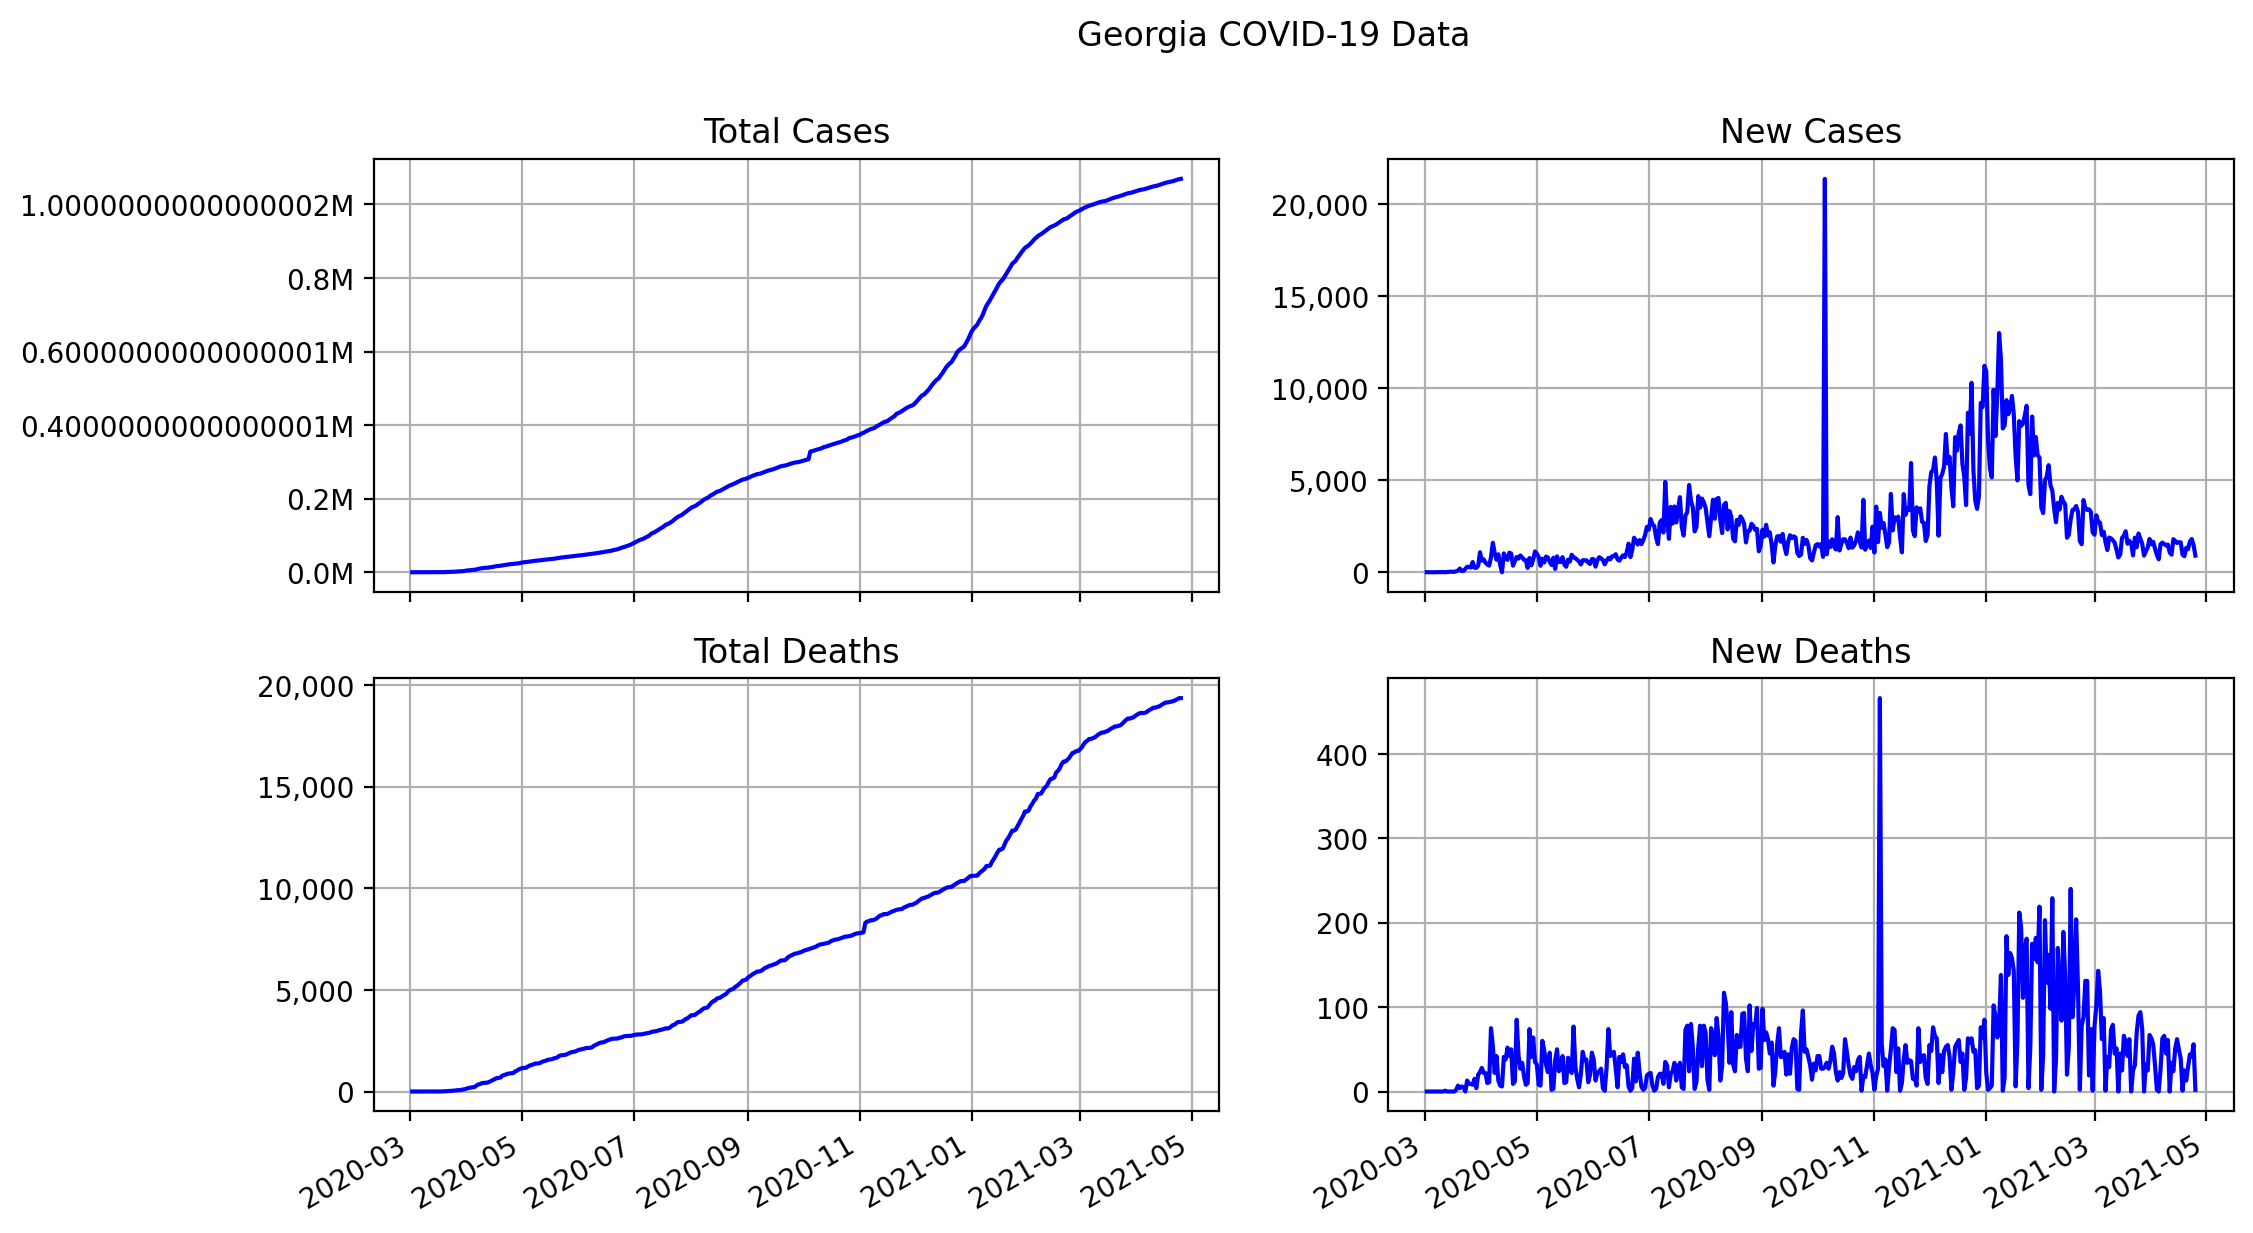 Georgia COVID-19 Data
Total Cases
1.0000000000000002M
0.8M
0.6000000000000001M
0.4000000000000001M
0.2M
0.0M
New Cases
20,000
15,000
10,000
5,000
0
Total Deaths
20,000
15,000
10,000
5,000
0
2020-03
2020-05
2020-07
2020-09
2020-11
2021-01
2021-03
2021-05
New Deaths
400
300
200
100
0
2020-03
2020-05
2020-07
2020-09
2020-11
2021-01
2021-03
2021-05